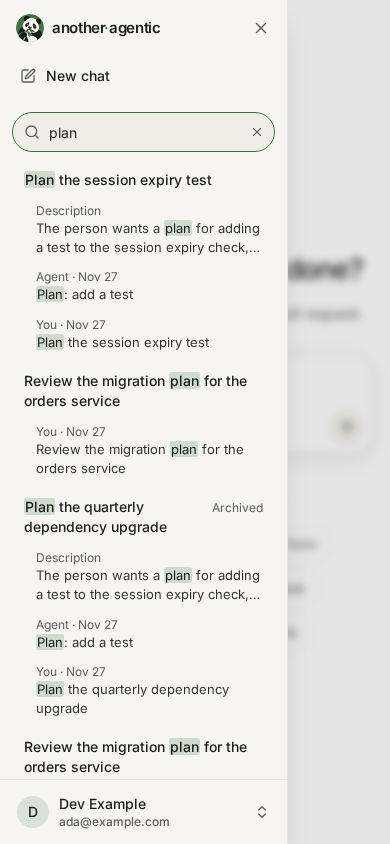 another·agentic
New chat
plan
Plan the session expiry test
Description
The person wants a plan for adding
a test to the session expiry check,...
Agent · Nov 27
Plan: add a test
You · Nov 27
Plan the session expiry test
Review the migration plan for the
orders service
You · Nov 27
Review the migration plan for the
orders service
Plan the quarterly
dependency upgrade
Archived
Description
The person wants a plan for adding
a test to the session expiry check,...
Agent · Nov 27
Plan: add a test
You · Nov 27
Plan the quarterly dependency
upgrade
Review the migration plan for the
orders service
D
Dev Example
ada@example.com
done?
request.